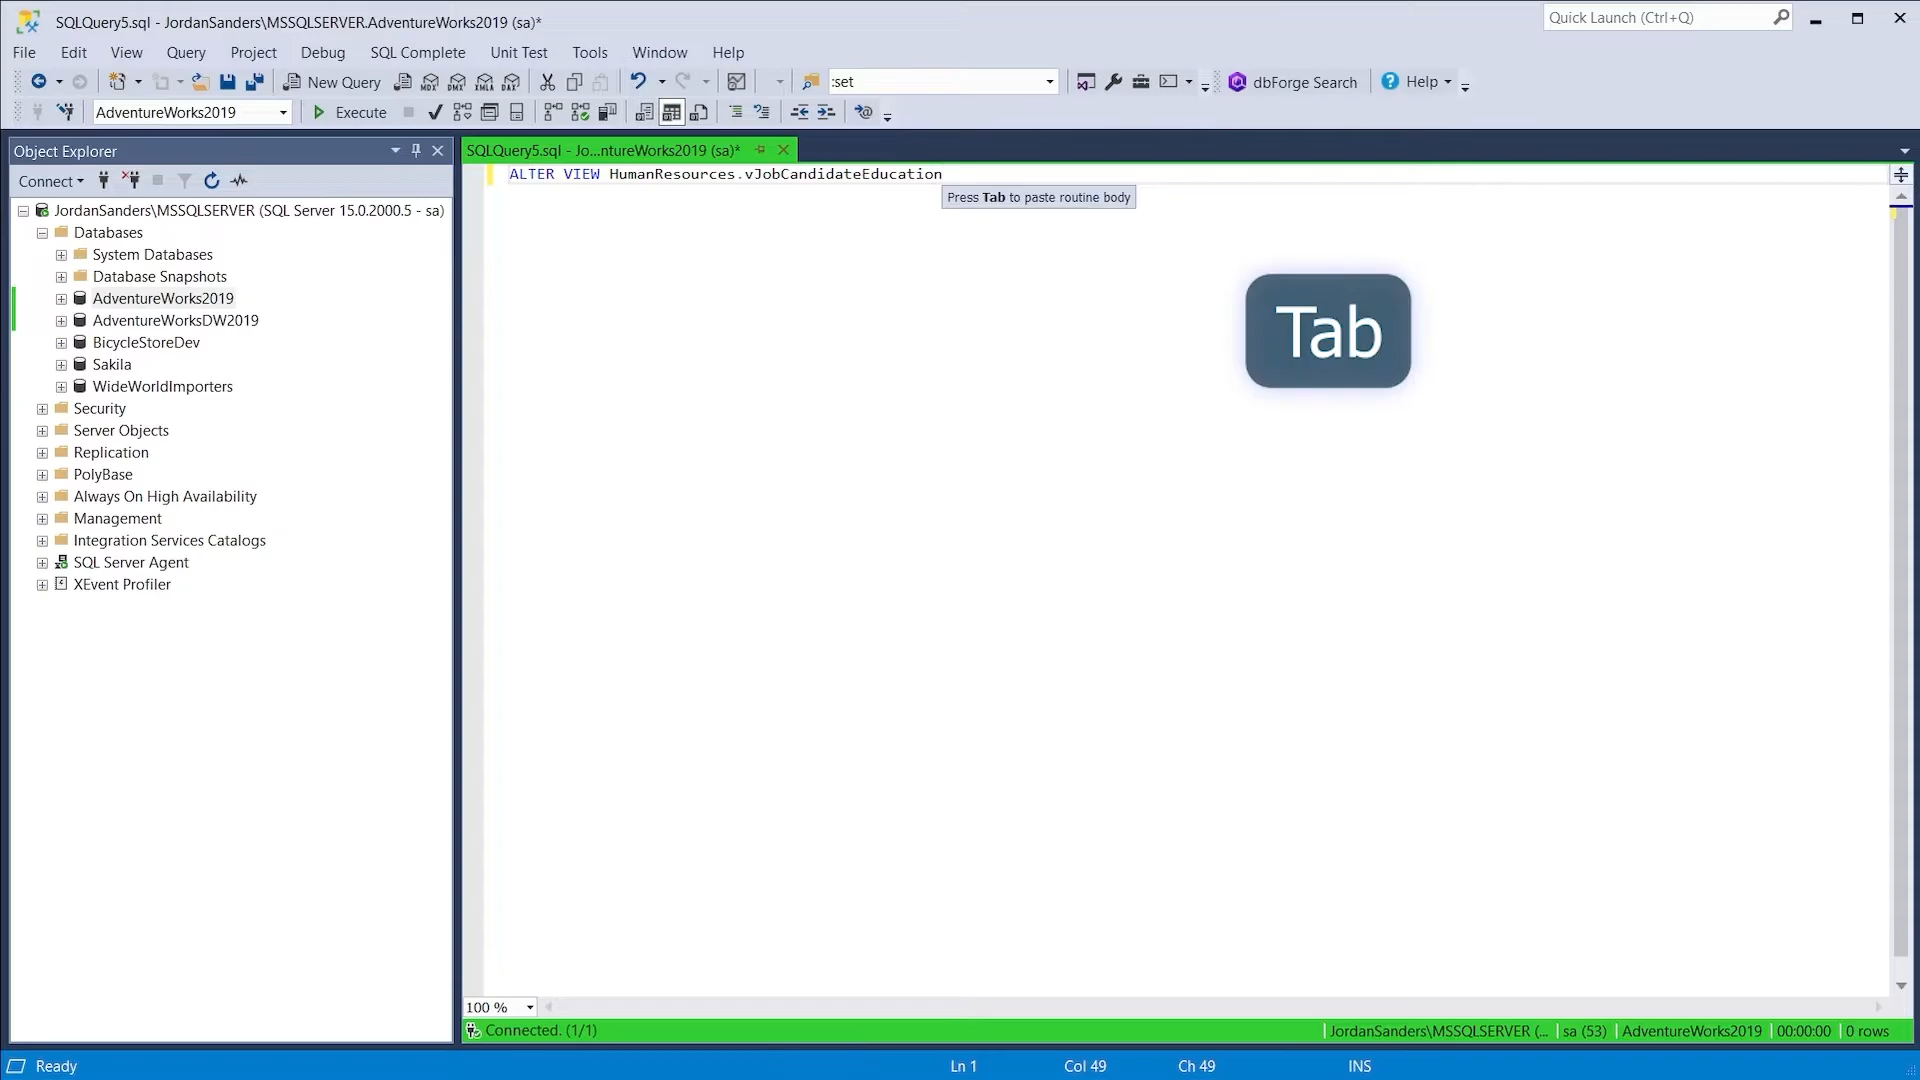 SQLQuery5.sql - JordanSanders\MSSQLSERVER.AdventureWorks2019 (sa)*
Quick Launch (Ctrl+Q)
File Edit View Query Project Debug SQL Complete Unit Test Tools Window Help
New Query MDX DMX XMLA DAX :set dbForge Search Help
AdventureWorks2019 Execute
Object Explorer
SQLQuery5.sql - Jo...ntureWorks2019 (sa)*
Connect
ALTER VIEW HumanResources.vJobCandidateEducation
Press Tab to paste routine body
Tab
JordanSanders\MSSQLSERVER (SQL Server 15.0.2000.5 - sa)
Databases
System Databases
Database Snapshots
AdventureWorks2019
AdventureWorksDW2019
BicycleStoreDev
Sakila
WideWorldImporters
Security
Server Objects
Replication
PolyBase
Always On High Availability
Management
Integration Services Catalogs
SQL Server Agent
XEvent Profiler
100 %
Connected. (1/1)
JordanSanders\MSSQLSERVER (... sa (53) AdventureWorks2019 00:00:00 0 rows
Ready Ln 1 Col 49 Ch 49 INS